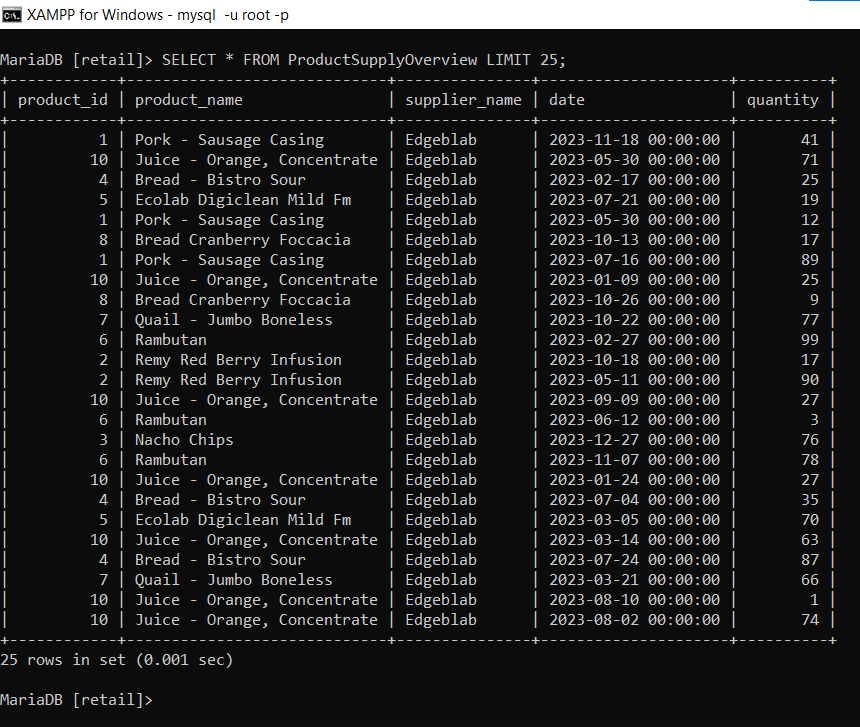 XAMPP for Windows - mysql  -u root -p
MariaDB [retail]> SELECT * FROM ProductSupplyOverview LIMIT 25;
+------------+-----------------------------+---------------+---------------------+----------+
| product_id | product_name                | supplier_name | date                | quantity |
+------------+-----------------------------+---------------+---------------------+----------+
|          1 | Pork - Sausage Casing       | Edgeblab      | 2023-11-18 00:00:00 |       41 |
|         10 | Juice - Orange, Concentrate | Edgeblab      | 2023-05-30 00:00:00 |       71 |
|          4 | Bread - Bistro Sour         | Edgeblab      | 2023-02-17 00:00:00 |       25 |
|          5 | Ecolab Digiclean Mild Fm    | Edgeblab      | 2023-07-21 00:00:00 |       19 |
|          1 | Pork - Sausage Casing       | Edgeblab      | 2023-05-30 00:00:00 |       12 |
|          8 | Bread Cranberry Foccacia    | Edgeblab      | 2023-10-13 00:00:00 |       17 |
|          1 | Pork - Sausage Casing       | Edgeblab      | 2023-07-16 00:00:00 |       89 |
|         10 | Juice - Orange, Concentrate | Edgeblab      | 2023-01-09 00:00:00 |       25 |
|          8 | Bread Cranberry Foccacia    | Edgeblab      | 2023-10-26 00:00:00 |        9 |
|          7 | Quail - Jumbo Boneless      | Edgeblab      | 2023-10-22 00:00:00 |       77 |
|          6 | Rambutan                    | Edgeblab      | 2023-02-27 00:00:00 |       99 |
|          2 | Remy Red Berry Infusion     | Edgeblab      | 2023-10-18 00:00:00 |       17 |
|          2 | Remy Red Berry Infusion     | Edgeblab      | 2023-05-11 00:00:00 |       90 |
|         10 | Juice - Orange, Concentrate | Edgeblab      | 2023-09-09 00:00:00 |       27 |
|          6 | Rambutan                    | Edgeblab      | 2023-06-12 00:00:00 |        3 |
|          3 | Nacho Chips                 | Edgeblab      | 2023-12-27 00:00:00 |       76 |
|          6 | Rambutan                    | Edgeblab      | 2023-11-07 00:00:00 |       78 |
|         10 | Juice - Orange, Concentrate | Edgeblab      | 2023-01-24 00:00:00 |       27 |
|          4 | Bread - Bistro Sour         | Edgeblab      | 2023-07-04 00:00:00 |       35 |
|          5 | Ecolab Digiclean Mild Fm    | Edgeblab      | 2023-03-05 00:00:00 |       70 |
|         10 | Juice - Orange, Concentrate | Edgeblab      | 2023-03-14 00:00:00 |       63 |
|          4 | Bread - Bistro Sour         | Edgeblab      | 2023-07-24 00:00:00 |       87 |
|          7 | Quail - Jumbo Boneless      | Edgeblab      | 2023-03-21 00:00:00 |       66 |
|         10 | Juice - Orange, Concentrate | Edgeblab      | 2023-08-10 00:00:00 |        1 |
|         10 | Juice - Orange, Concentrate | Edgeblab      | 2023-08-02 00:00:00 |       74 |
+------------+-----------------------------+---------------+---------------------+----------+
25 rows in set (0.001 sec)
MariaDB [retail]>